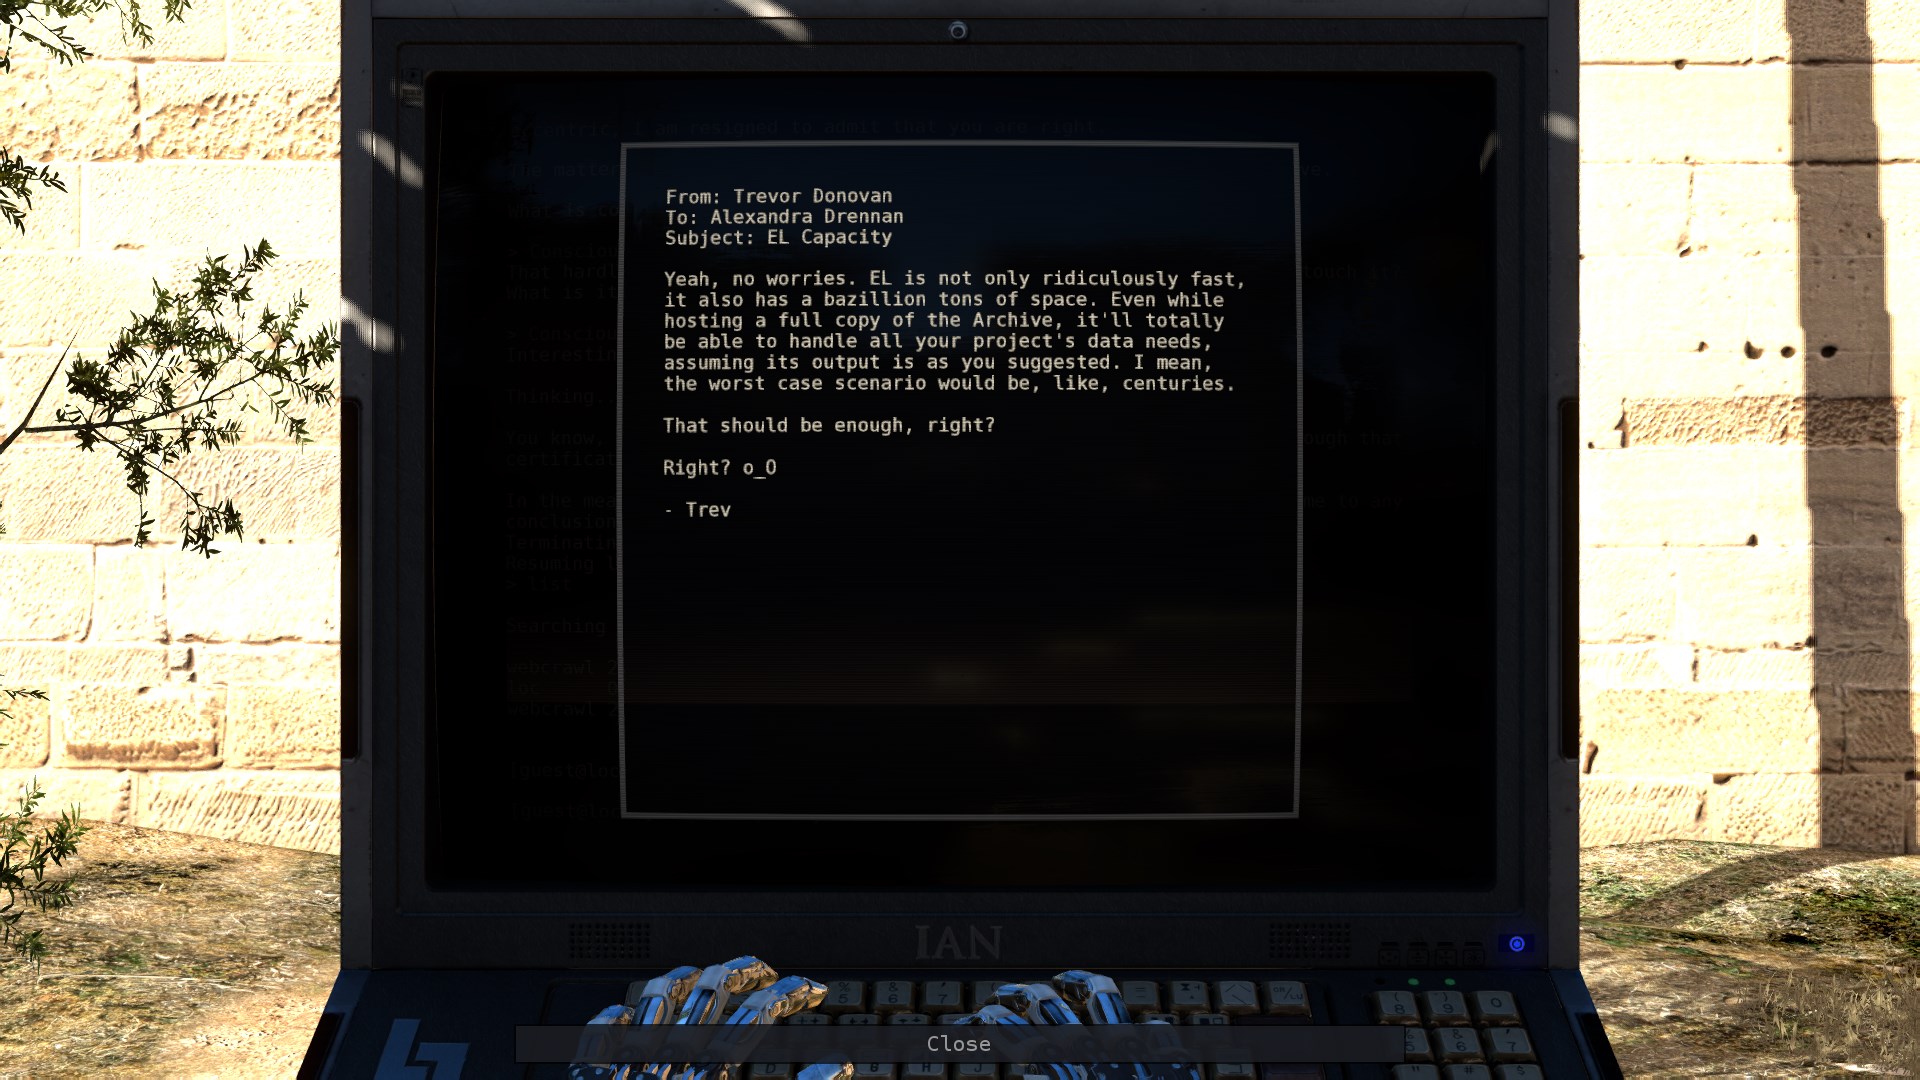 From: Trevor Donovan
To: Alexandra Drennan
Subject: EL Capacity
Yeah, no worries. EL is not only ridiculously fast,
it also has a bazillion tons of space. Even while
hosting a full copy of the Archive, it'll totally
be able to handle all your project's data needs,
assuming its output is as you suggested. I mean,
the worst case scenario would be, like, centuries.
That should be enough, right?
Right? o_O
- Trev
IAN
Close